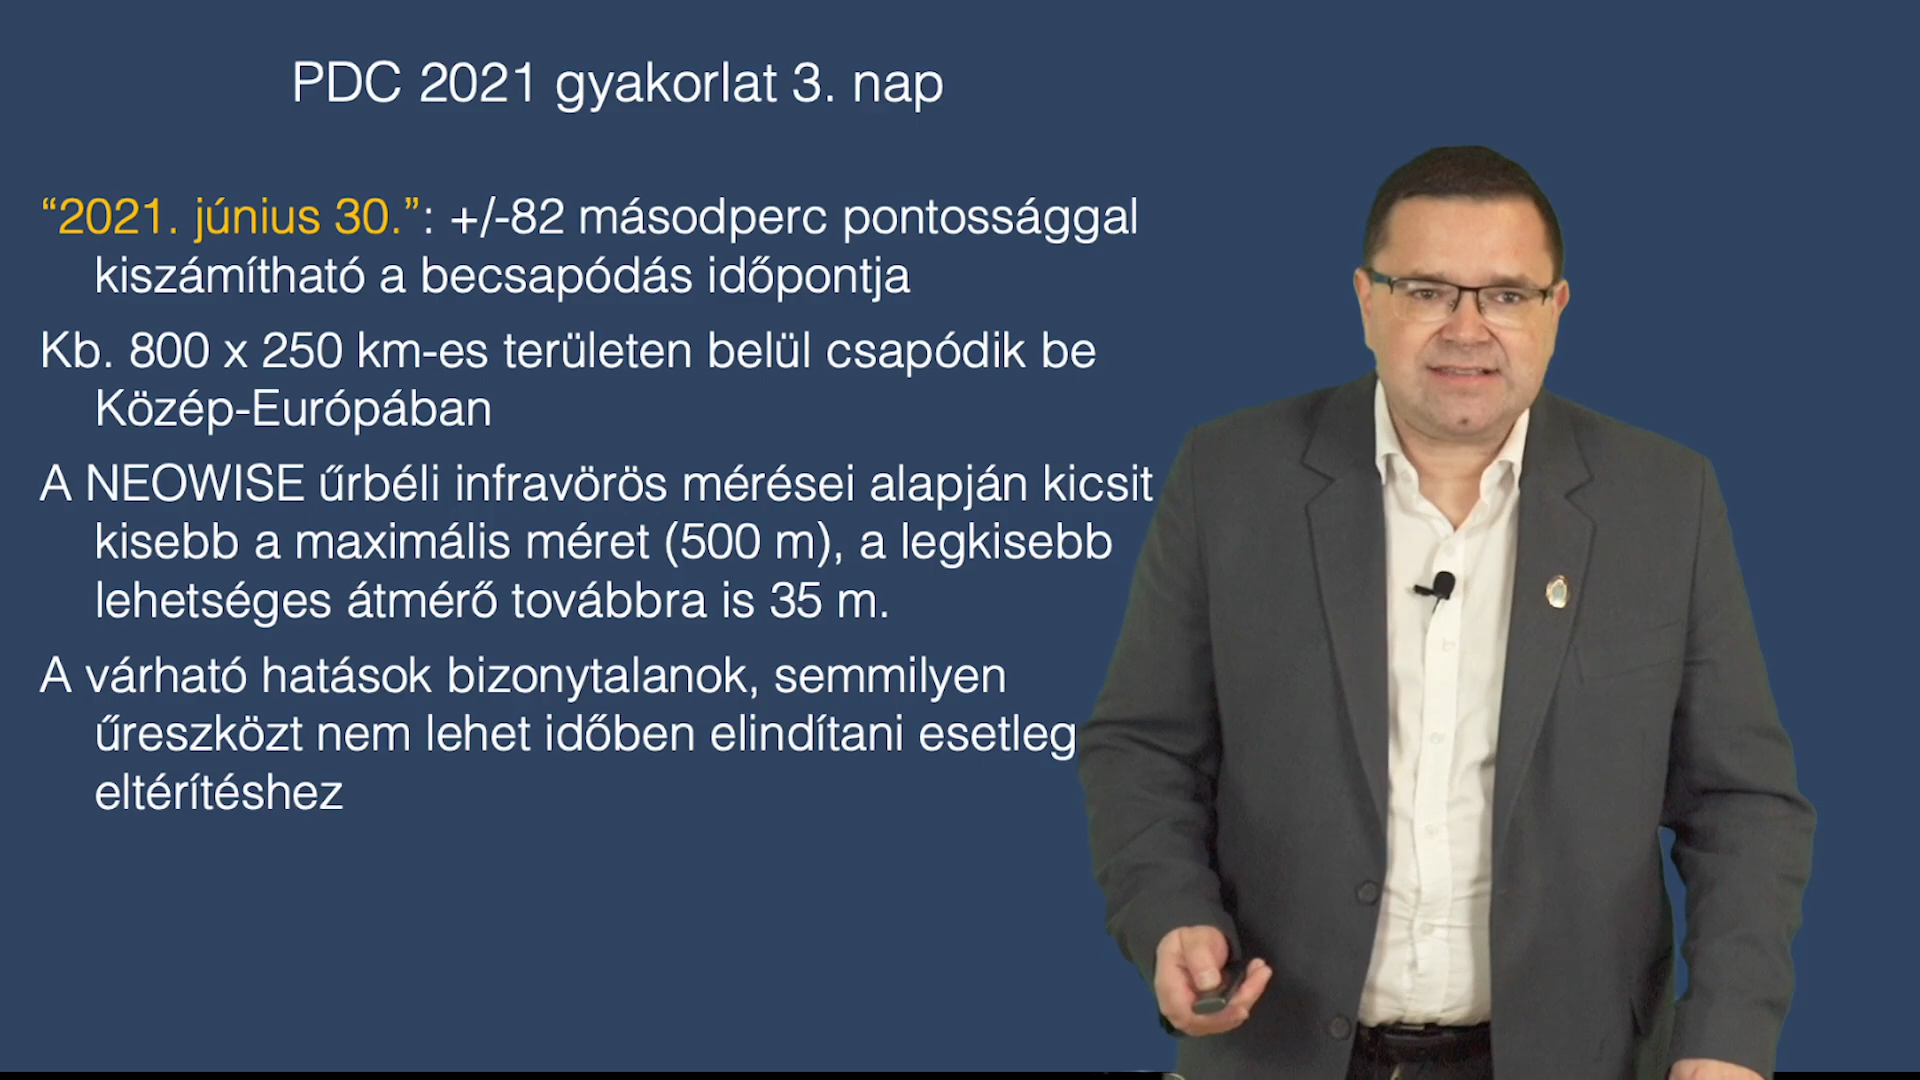 PDC 2021 gyakorlat 3. nap
“2021. június 30.”: +/-82 másodperc pontossággal
kiszámítható a becsapódás időpontja
Kb. 800 x 250 km-es területen belül csapódik be
Közép-Európában
A NEOWISE űrbéli infravörös mérései alapján kicsit
kisebb a maximális méret (500 m), a legkisebb
lehetséges átmérő továbbra is 35 m.
A várható hatások bizonytalanok, semmilyen
űreszközt nem lehet időben elindítani esetleg
eltérítéshez